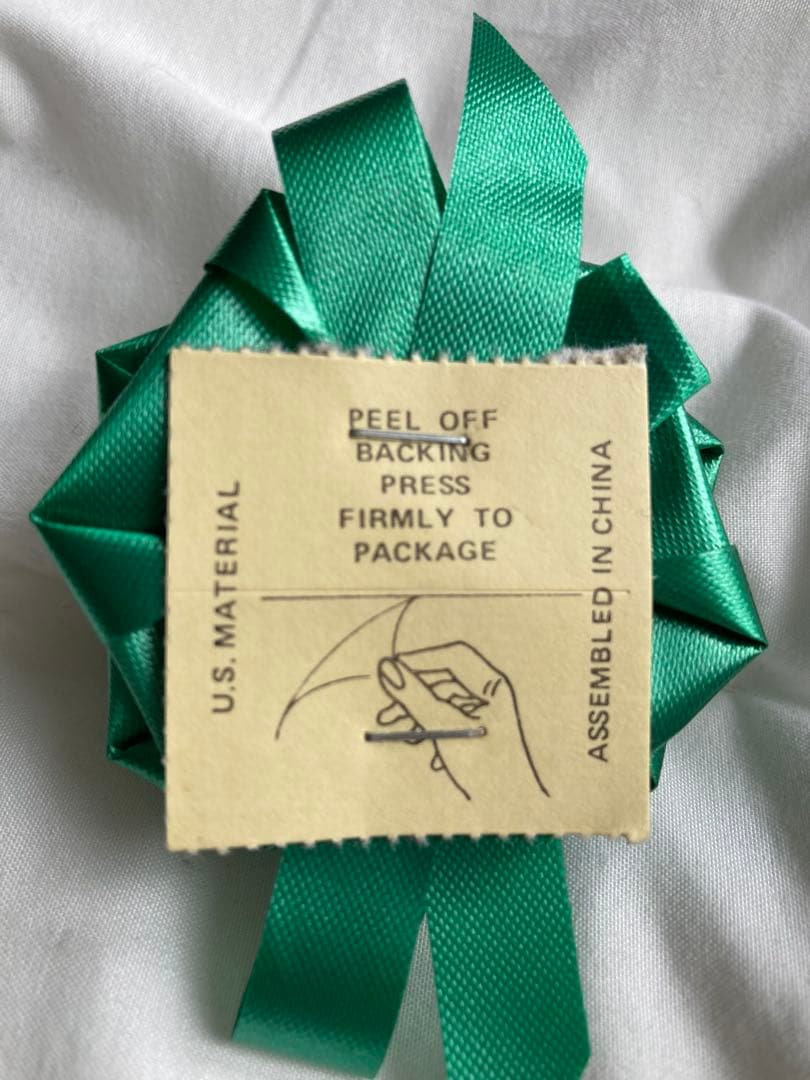 PEEL OFF
BACKING
PRESS
FIRMLY TO
PACKAGE
U.S. MATERIAL
ASSEMBLED IN CHINA